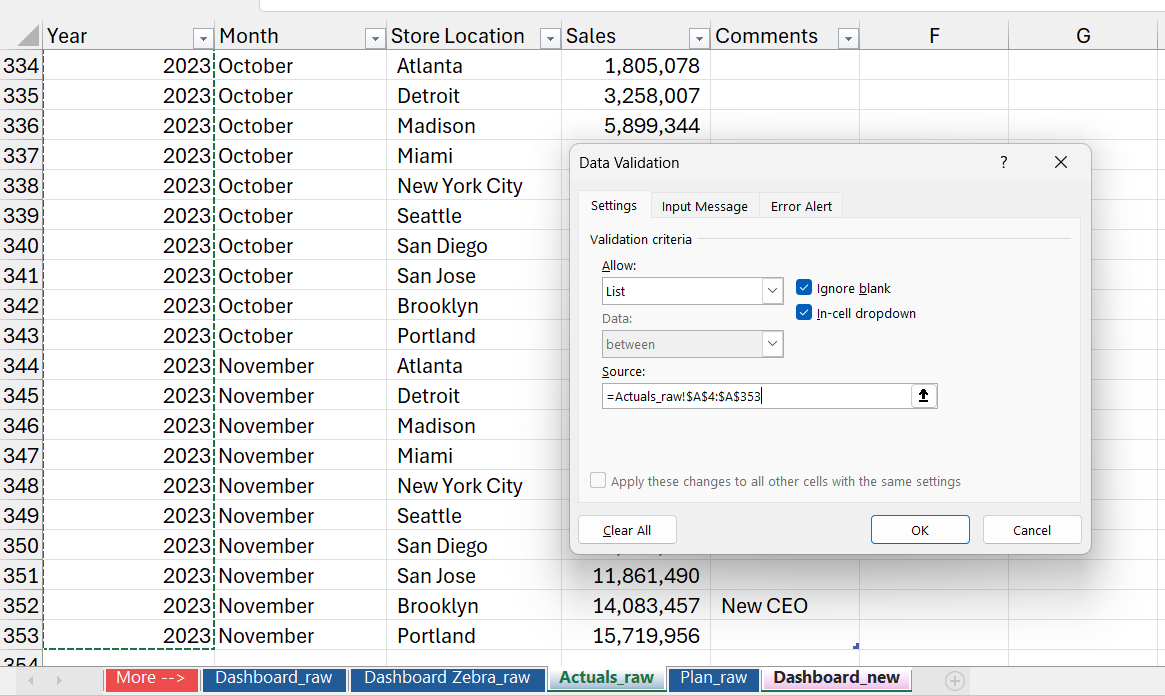 Year Month Store Location Sales Comments F G
334 2023 October Atlanta 1,805,078
335 2023 October Detroit 3,258,007
336 2023 October Madison 5,899,344
337 2023 October Miami
338 2023 October New York City
339 2023 October Seattle
340 2023 October San Diego
341 2023 October San Jose
342 2023 October Brooklyn
343 2023 October Portland
344 2023 November Atlanta
345 2023 November Detroit
346 2023 November Madison
347 2023 November Miami
348 2023 November New York City
349 2023 November Seattle
350 2023 November San Diego
351 2023 November San Jose 11,861,490
352 2023 November Brooklyn 14,083,457 New CEO
353 2023 November Portland 15,719,956
354
Data Validation ?
Settings Input Message Error Alert
Validation criteria
Allow:
List
Ignore blank
Data:
In-cell dropdown
between
Source:
=Actuals_raw!$A$4:$A$353
Apply these changes to all other cells with the same settings
Clear All OK Cancel
More --> Dashboard_raw Dashboard Zebra_raw Actuals_raw Plan_raw Dashboard_new